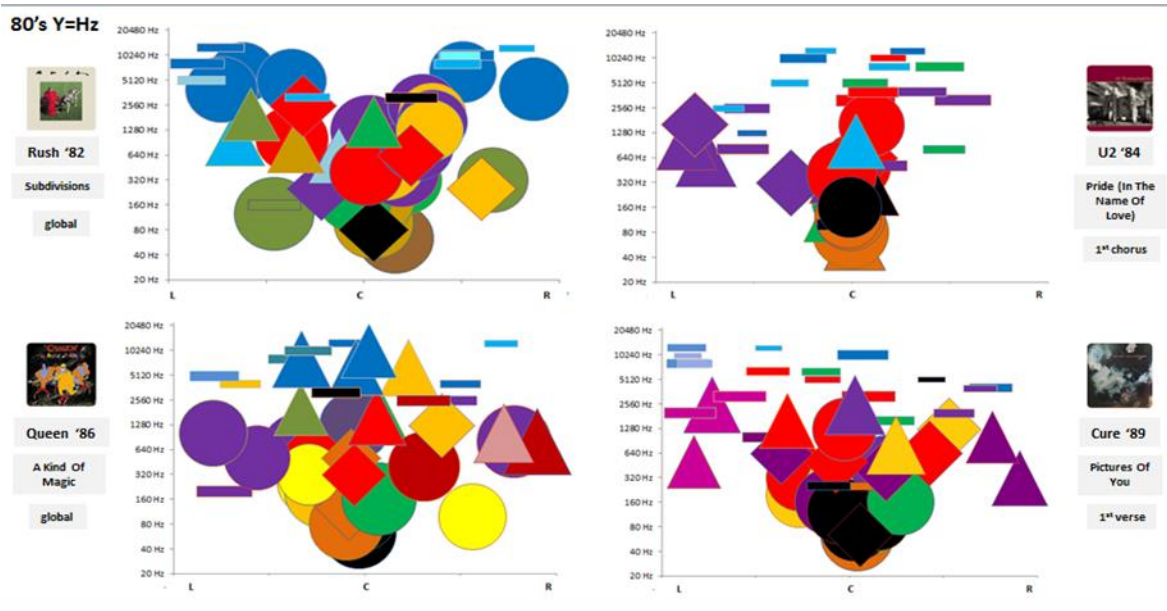 80's Y=Hz
Rush '82
Subdivisions
global
20480 Hz
10240 Hz
5120 Hz
2560 Hz
1280 Hz
640 Hz
320 Hz
160 Hz
80 Hz
40 Hz
20 Hz
L C R
20480 Hz
10240 Hz
5120 Hz
2560 Hz
1280 Hz
640 Hz
320 Hz
160 Hz
80 Hz
40 Hz
20 Hz
L C R
U2 '84
Pride (In The
Name Of
Love)
1st chorus
Queen '86
A Kind Of
Magic
global
20480 Hz
10240 Hz
5120 Hz
2560 Hz
1280 Hz
640 Hz
320 Hz
160 Hz
80 Hz
40 Hz
20 Hz
L C R
20480 Hz
10240 Hz
5120 Hz
2560 Hz
1280 Hz
640 Hz
320 Hz
160 Hz
80 Hz
40 Hz
20 Hz
L C R
Cure '89
Pictures Of
You
1st verse